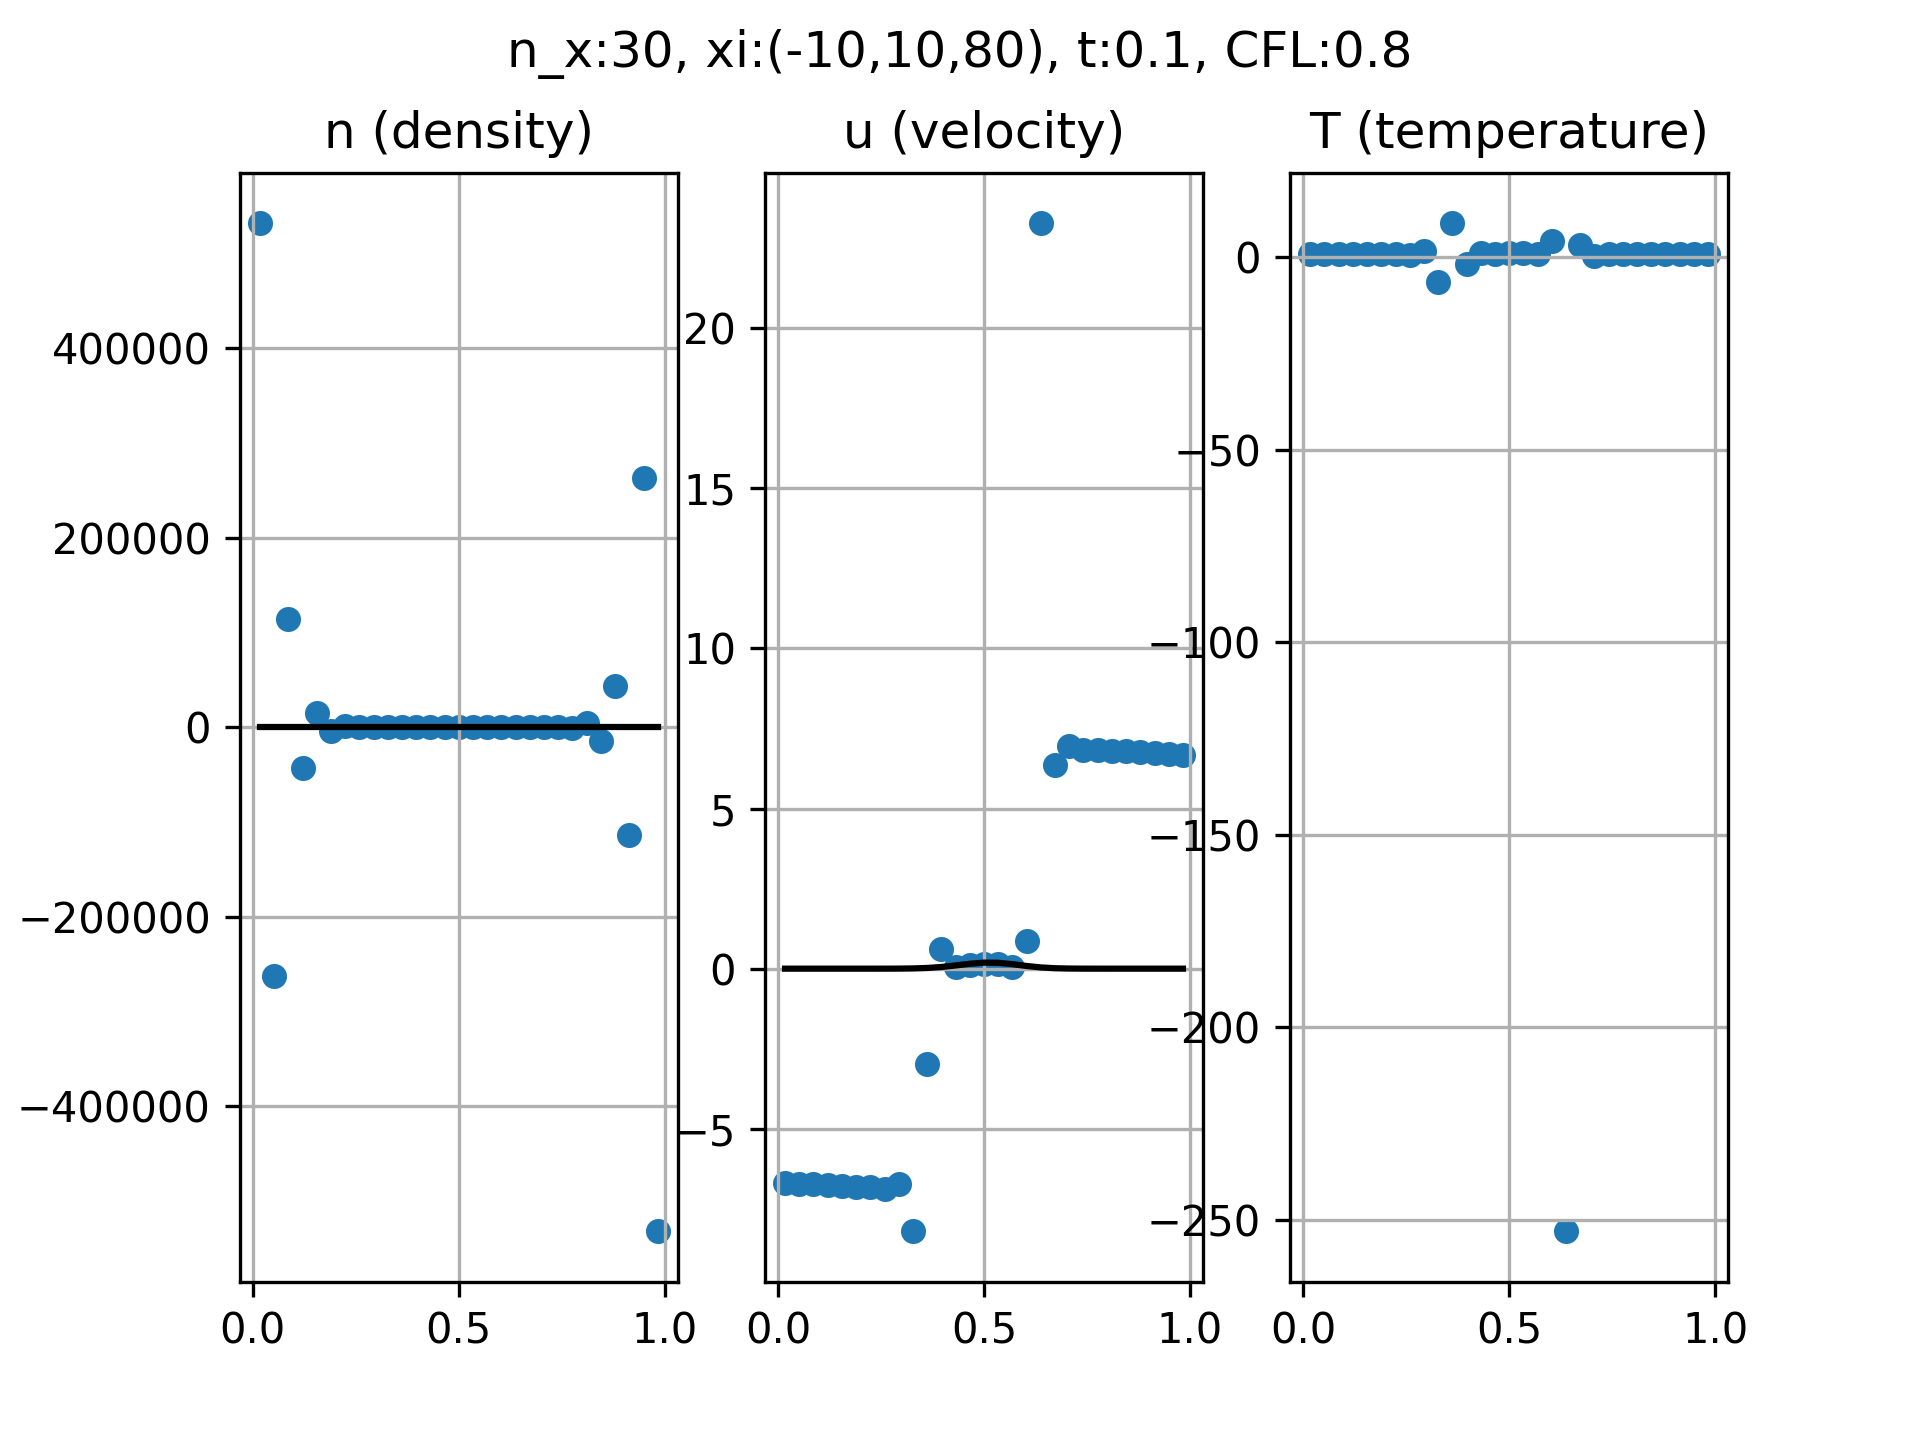 n_x:30, xi:(-10,10,80), t:0.1, CFL:0.8
n (density)
400000
200000
0
−200000
−400000
0.0 0.5 1.0
u (velocity)
20
15
10
5
0
−5
0.0 0.5 1.0
T (temperature)
0
−50
−100
−150
−200
−250
0.0 0.5 1.0